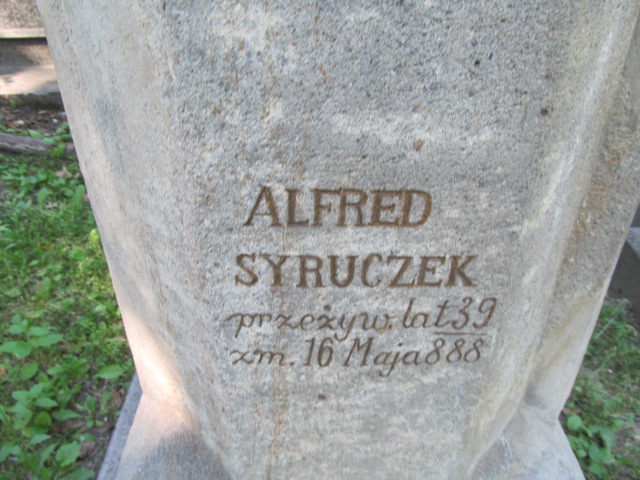 ALFRED
SYRUCZEK
przeżyw. lat 39
zm. 16 Maja 888